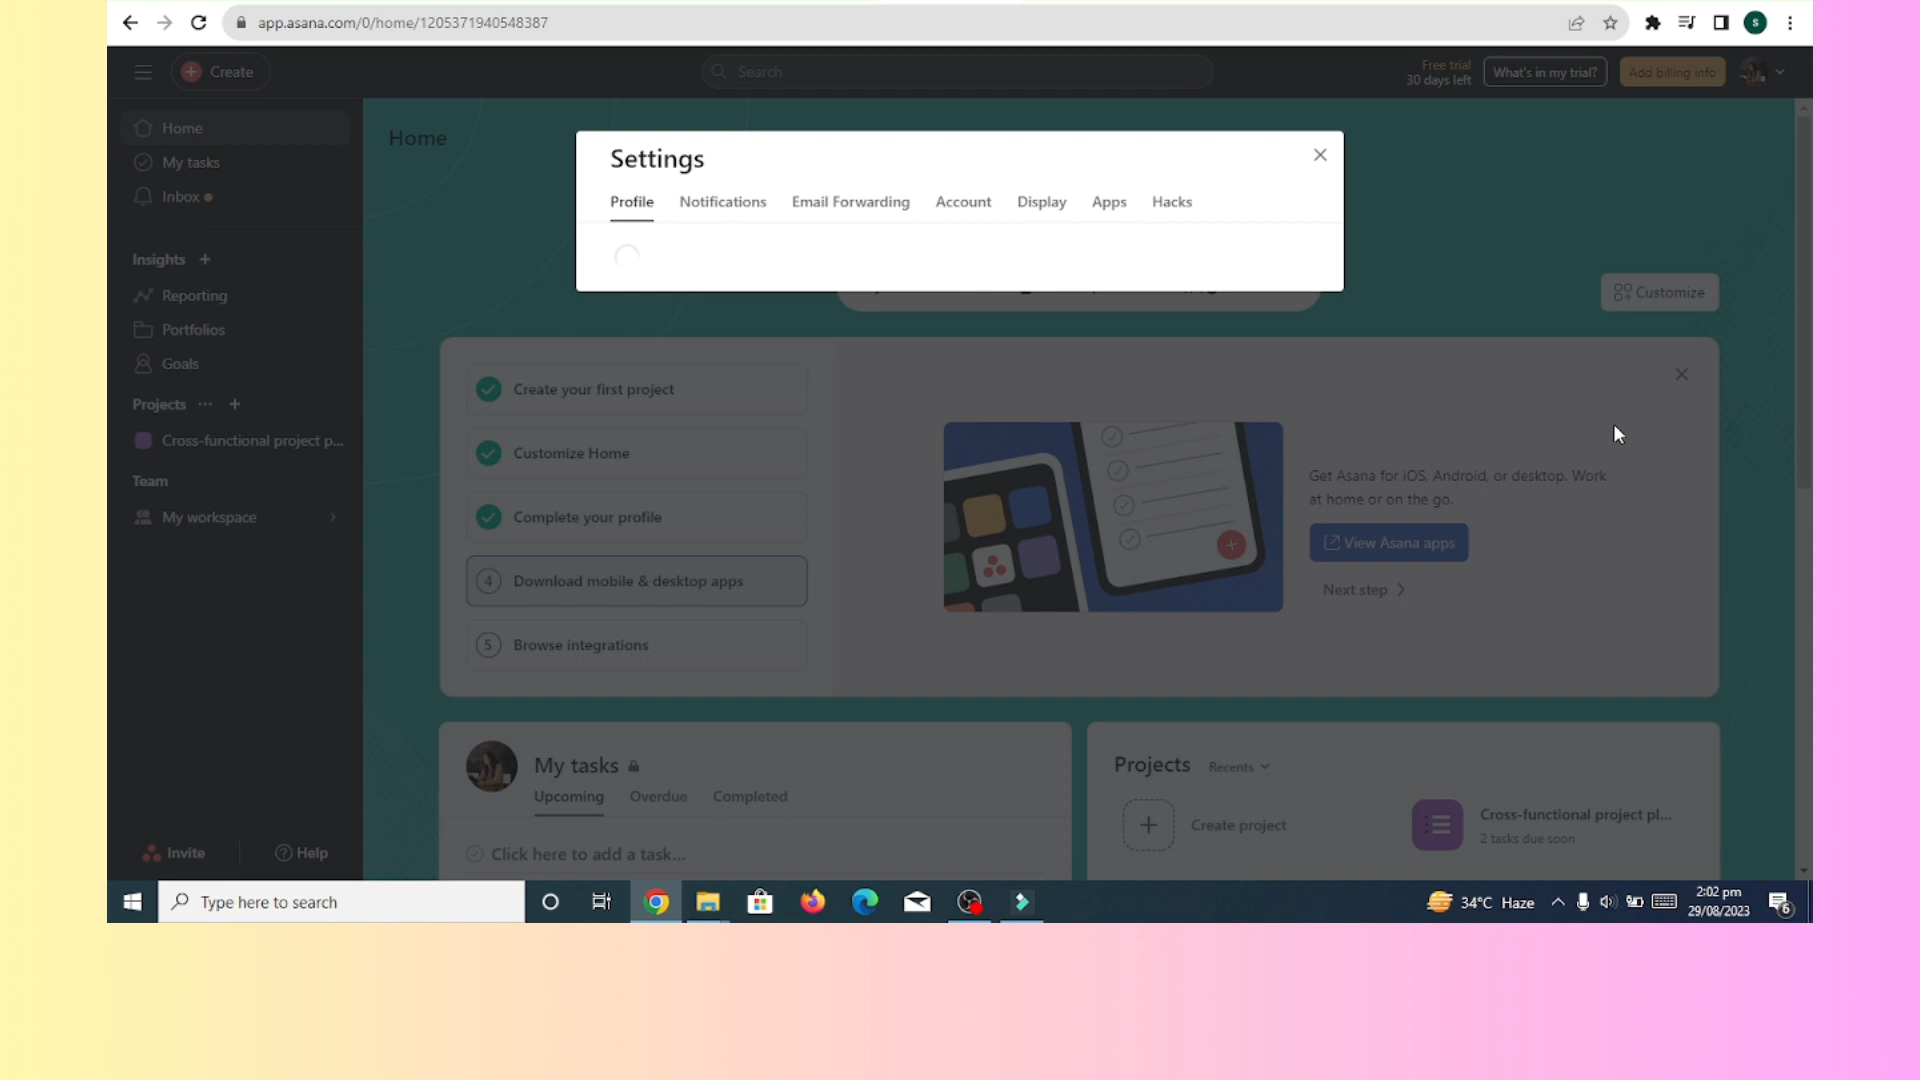 app.asana.com/0/home/1205371940548387
S
Create
Search
Free trial
30 days left
What's in my trial?
Add billing info
Home
My tasks
Inbox
Insights
Reporting
Portfolios
Goals
Projects
Cross-functional project p...
Team
My workspace
Invite
Help
Home
Settings
Profile
Notifications
Email Forwarding
Account
Display
Apps
Hacks
Customize
Create your first project
Customize Home
Complete your profile
4 Download mobile & desktop apps
5 Browse integrations
Get Asana for iOS, Android, or desktop. Work
at home or on the go.
View Asana apps
Next step
My tasks
Upcoming
Overdue
Completed
Click here to add a task...
Projects
Recents
Create project
Cross-functional project pl...
2 tasks due soon
Type here to search
34°C Haze
2:02 pm
29/08/2023
6